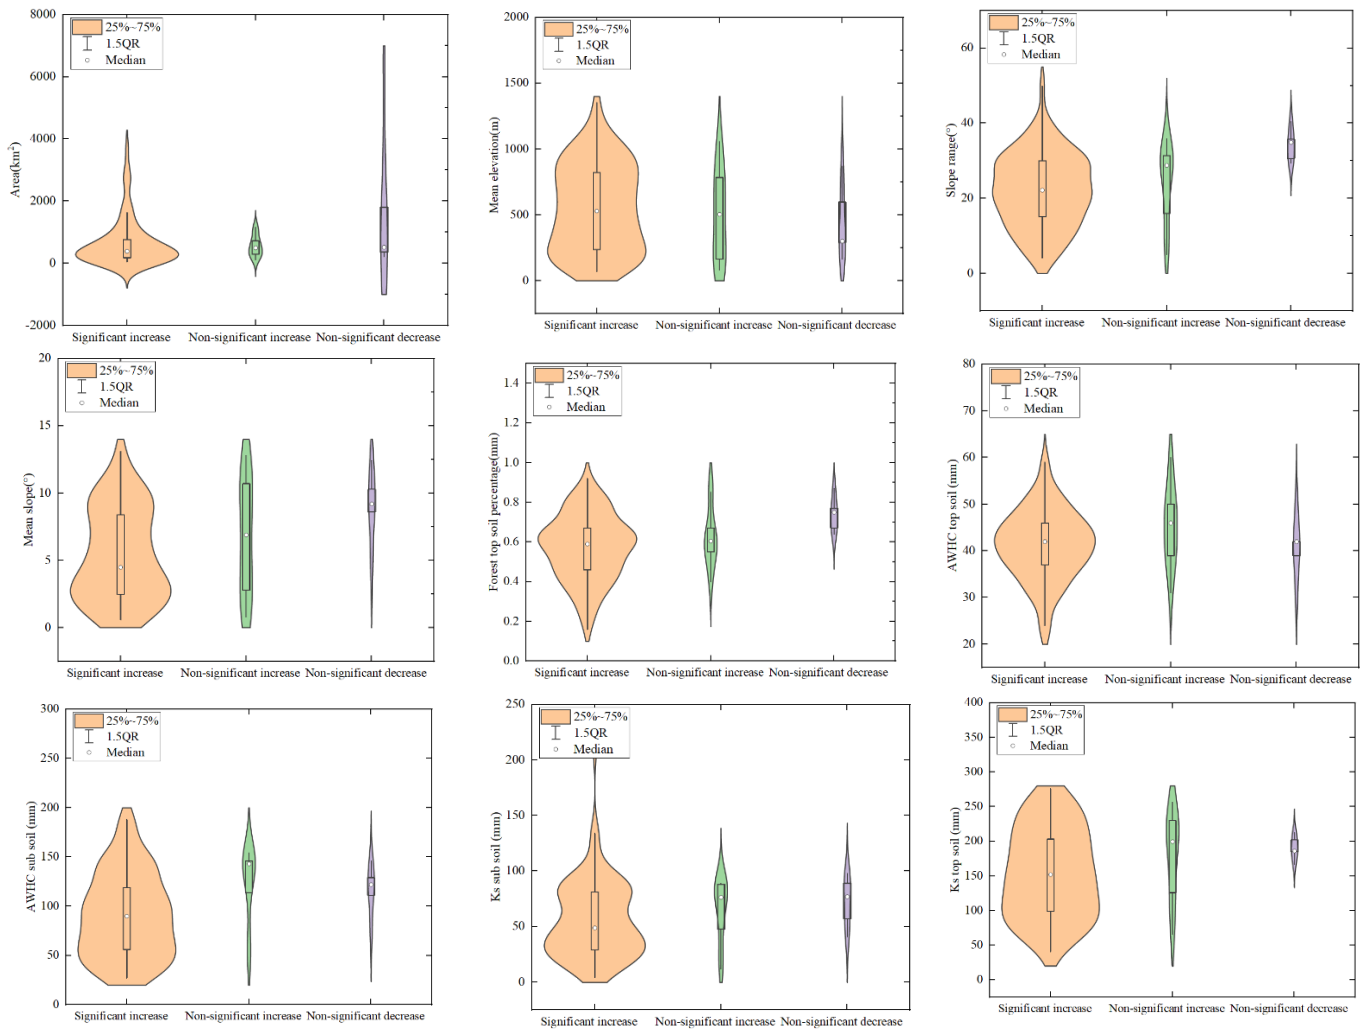 8000
6000
4000
2000
0
-2000
Area(km²)
25%~75%
1.5QR
Median
Significant increase Non-significant increase Non-significant decrease
2000
1500
1000
500
0
Mean elevation(m)
25%~75%
1.5QR
Median
Significant increase Non-significant increase Non-significant decrease
60
40
20
0
Slope range(°)
25%~75%
1.5QR
Median
Significant increase Non-significant increase Non-significant decrease
20
15
10
5
0
Mean slope(°)
25%~75%
1.5QR
Median
Significant increase Non-significant increase Non-significant decrease
1.4
1.2
1.0
0.8
0.6
0.4
0.2
0.0
Forest top soil percentage(mm)
25%~75%
1.5QR
Median
Significant increase Non-significant increase Non-significant decrease
80
70
60
50
40
30
20
AWHC top soil (mm)
25%~75%
1.5QR
Median
Significant increase Non-significant increase Non-significant decrease
300
250
200
150
100
50
0
AWHC sub soil (mm)
25%~75%
1.5QR
Median
Significant increase Non-significant increase Non-significant decrease
250
200
150
100
50
0
Ks sub soil (mm)
25%~75%
1.5QR
Median
Significant increase Non-significant increase Non-significant decrease
400
350
300
250
200
150
100
50
0
Ks top soil (mm)
25%~75%
1.5QR
Median
Significant increase Non-significant increase Non-significant decrease